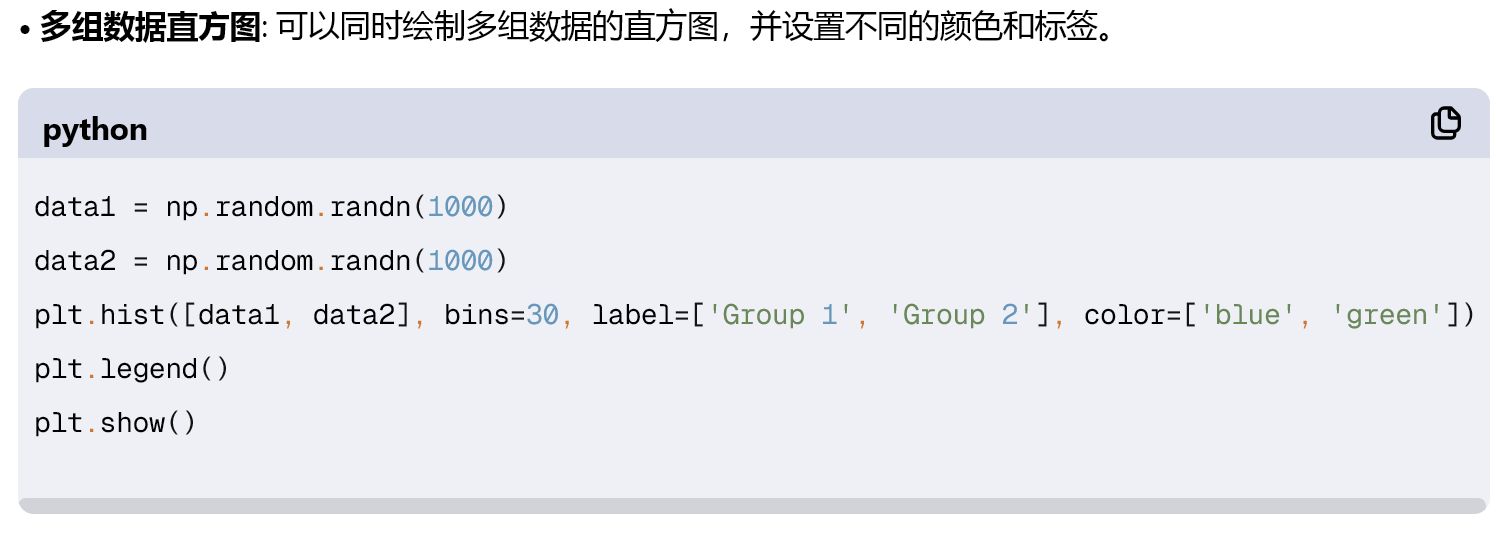 • 多组数据直方图: 可以同时绘制多组数据的直方图，并设置不同的颜色和标签。
python
data1 = np.random.randn(1000)
data2 = np.random.randn(1000)
plt.hist([data1, data2], bins=30, label=['Group 1', 'Group 2'], color=['blue', 'green'])
plt.legend()
plt.show()